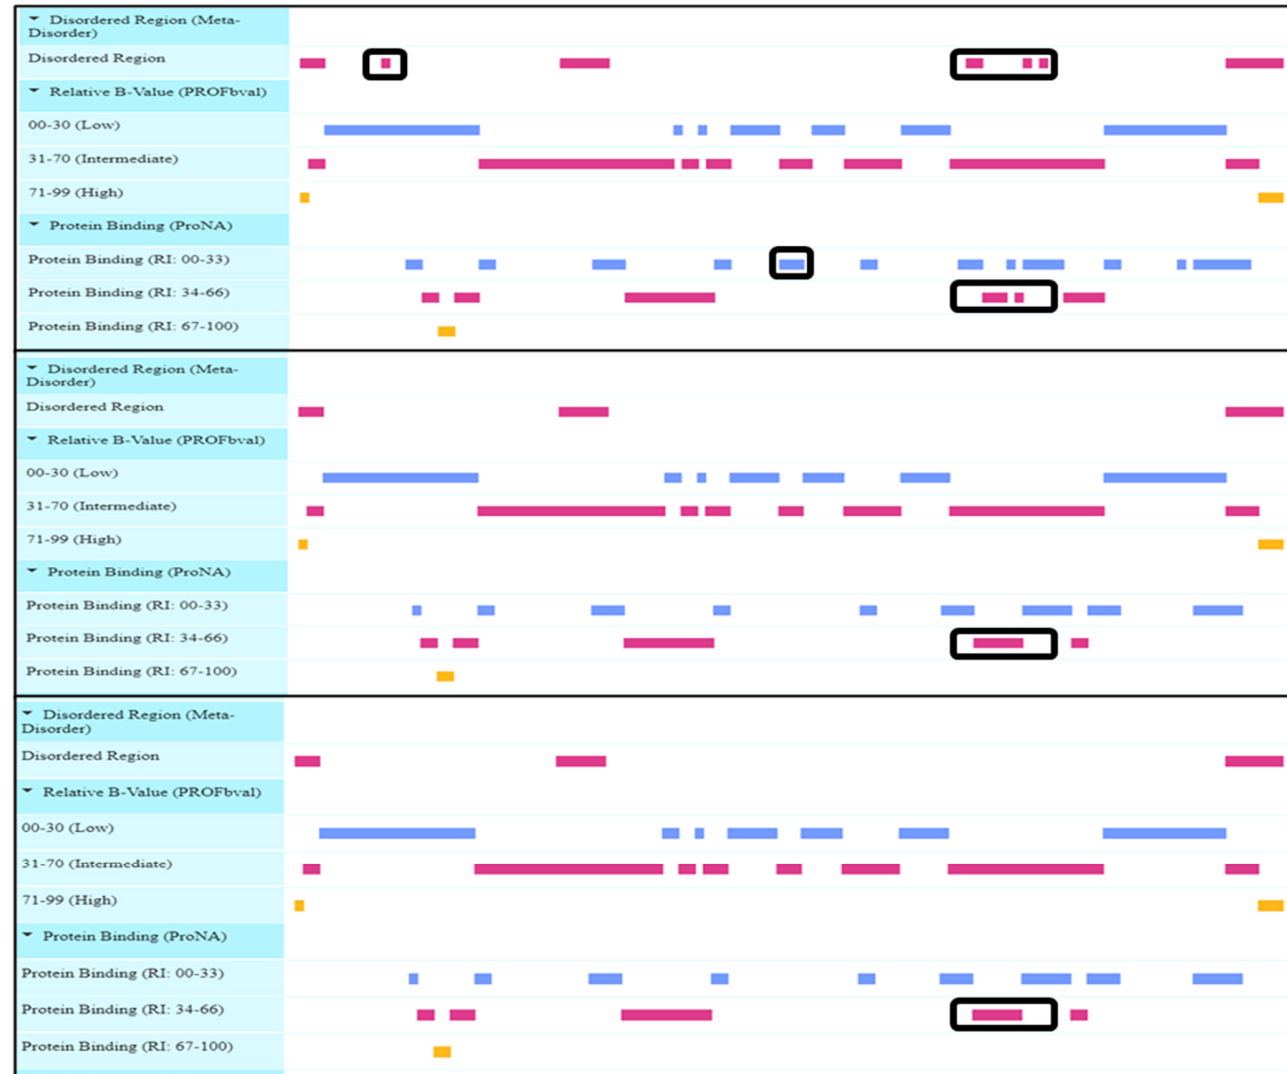 Disordered Region (Meta-
Disorder)
Disordered Region
Relative B-Value (PROFbval)
00-30 (Low)
31-70 (Intermediate)
71-99 (High)
Protein Binding (ProNA)
Protein Binding (RI: 00-33)
Protein Binding (RI: 34-66)
Protein Binding (RI: 67-100)
Disordered Region (Meta-
Disorder)
Disordered Region
Relative B-Value (PROFbval)
00-30 (Low)
31-70 (Intermediate)
71-99 (High)
Protein Binding (ProNA)
Protein Binding (RI: 00-33)
Protein Binding (RI: 34-66)
Protein Binding (RI: 67-100)
Disordered Region (Meta-
Disorder)
Disordered Region
Relative B-Value (PROFbval)
00-30 (Low)
31-70 (Intermediate)
71-99 (High)
Protein Binding (ProNA)
Protein Binding (RI: 00-33)
Protein Binding (RI: 34-66)
Protein Binding (RI: 67-100)